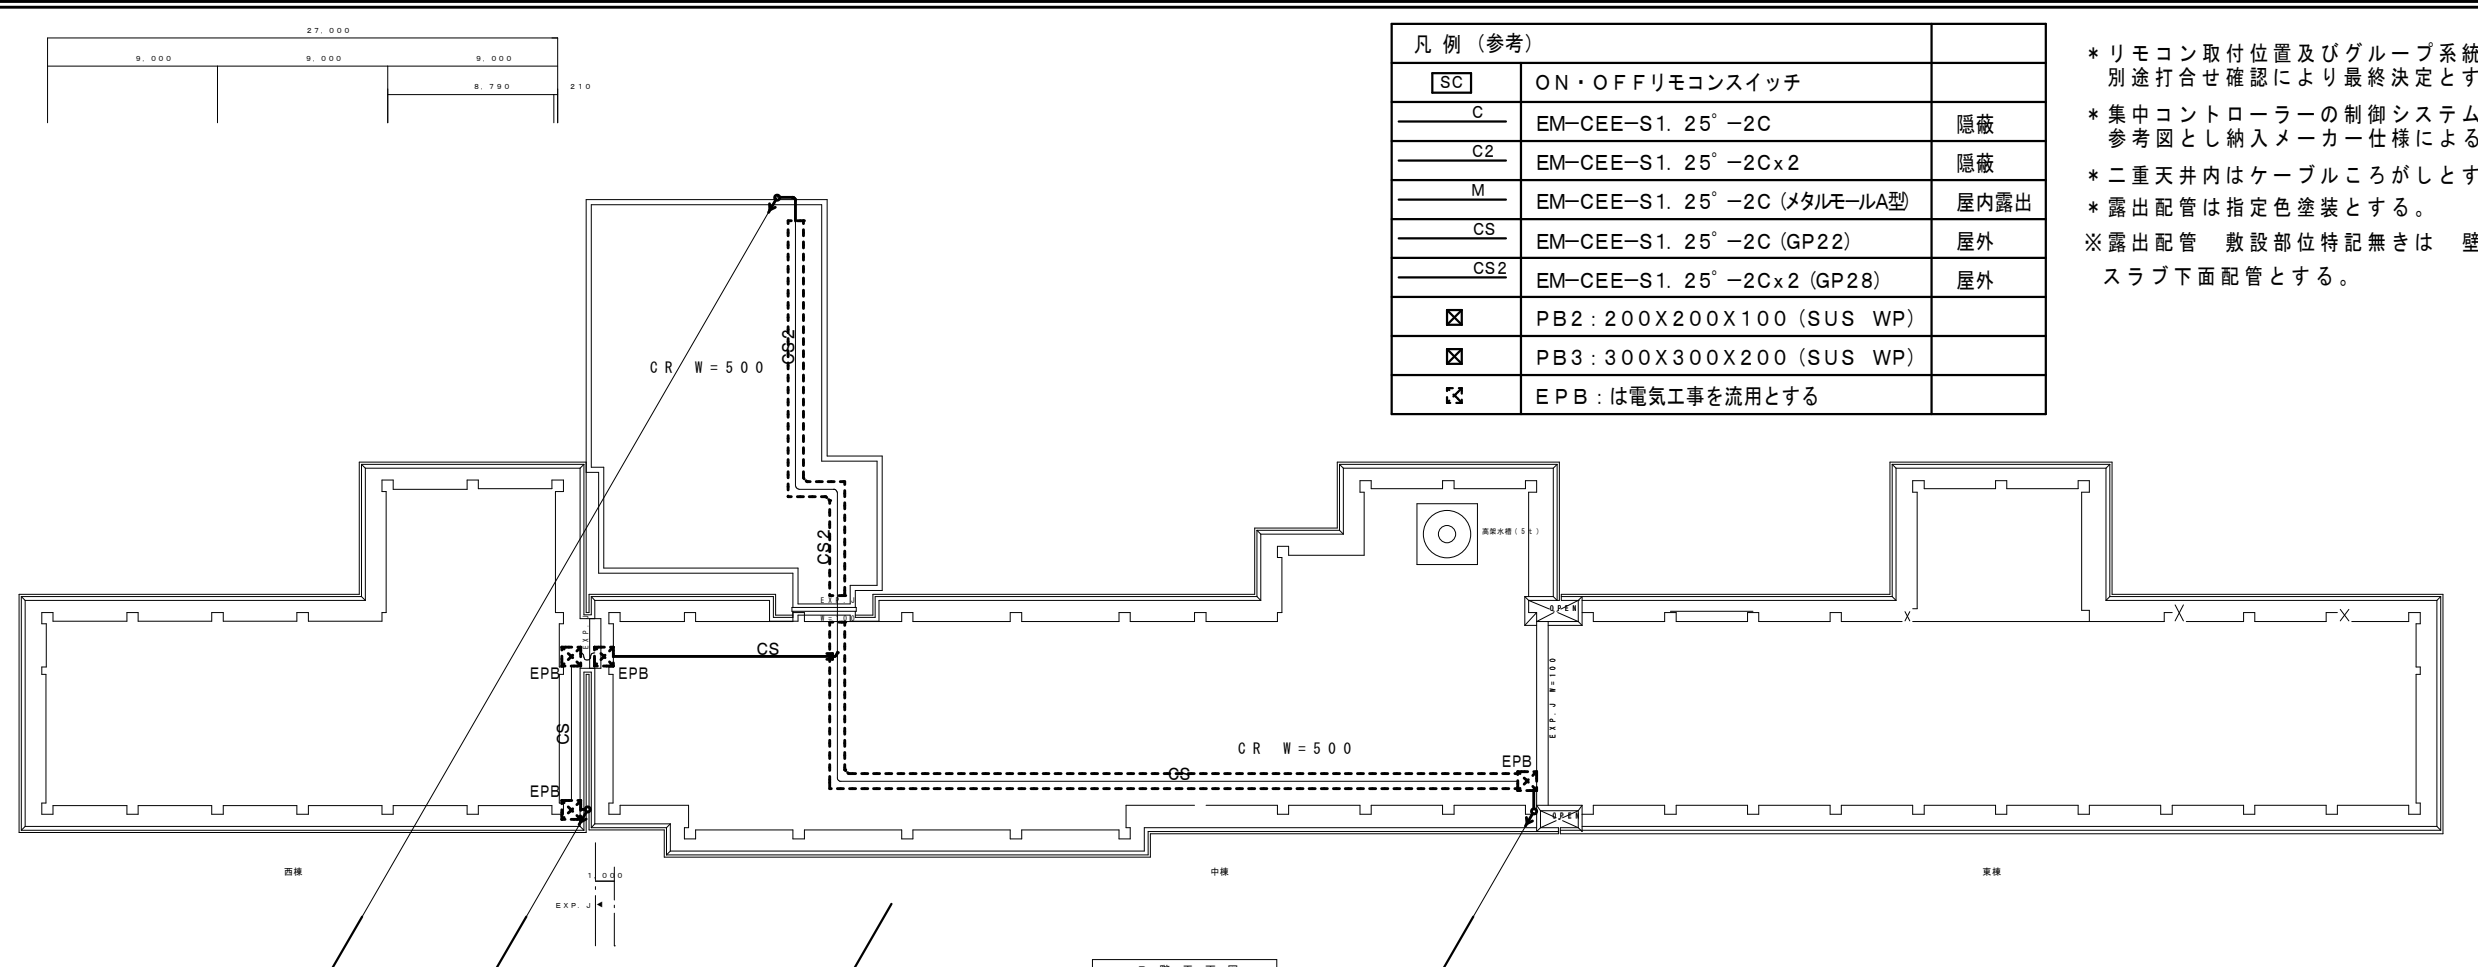 27,000
9,000 9,000 9,000
8,790 210
凡 例 (参考)
SC ON・OFFリモコンスイッチ
C EM-CEE-S1.25°-2C 隠蔽
C2 EM-CEE-S1.25°-2Cx2 隠蔽
M EM-CEE-S1.25°-2C (メタルモールA型) 屋内露出
CS EM-CEE-S1.25°-2C (GP22) 屋外
CS2 EM-CEE-S1.25°-2Cx2 (GP28) 屋外
PB2:200X200X100 (SUS WP)
PB3:300X300X200 (SUS WP)
EPB:は電気工事を流用とする
*リモコン取付位置及びグループ系統
別途打合せ確認により最終決定とす
*集中コントローラーの制御システム
参考図とし納入メーカー仕様による
*二重天井内はケーブルころがしとす
*露出配管は指定色塗装とする。
※露出配管 敷設部位特記無きは 壁
スラブ下面配管とする。
CS2
CR W=500
CS2
高架水槽(5t)
EXP.J
OPEN
CS
EPB
EPB
EXP.J W=100
CS
CR W=500
EPB
CS
EPB
OPEN
西棟
中棟
東棟
1,000
EXP.J